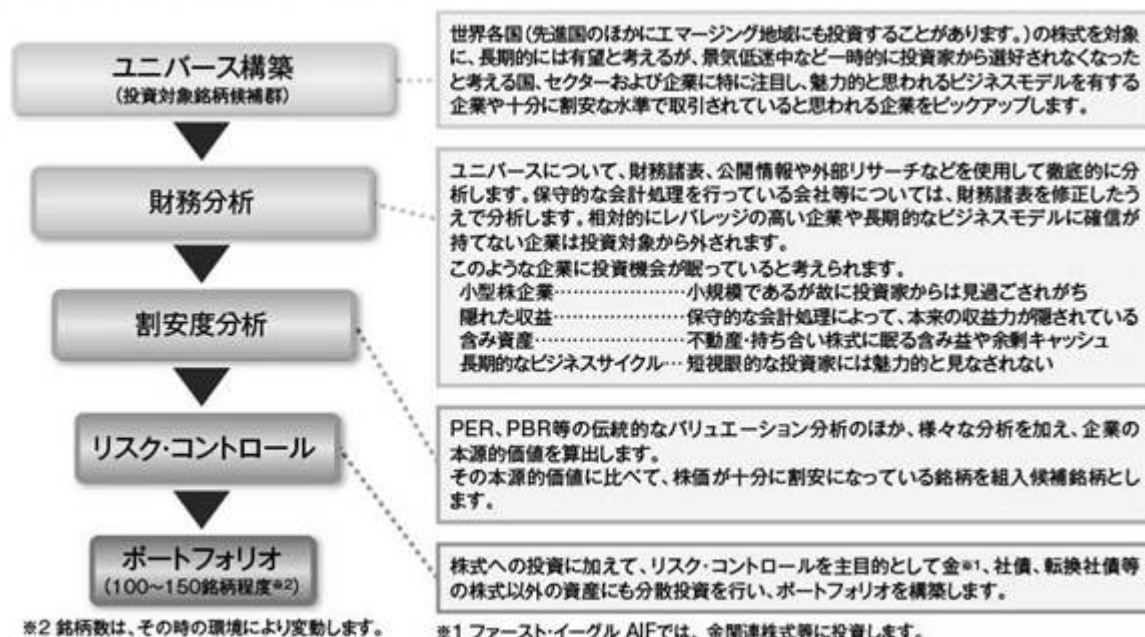 ユニバース構築
(投資対象銘柄候補群)
世界各国(先進国のほかにエマージング地域にも投資することがあります。)の株式を対象
に、長期的には有望と考えるが、景気低迷中など一時的に投資家から選好されなくなった
と考える国、セクターおよび企業に特に注目し、魅力的と思われるビジネスモデルを有する
企業や十分に割安な水準で取引されていると思われる企業をピックアップします。
財務分析
ユニバースについて、財務諸表、公開情報や外部リサーチなどを使用して徹底的に分
析します。保守的な会計処理を行っている会社等については、財務諸表を修正したう
えで分析します。相対的にレバレッジの高い企業や長期的なビジネスモデルに確信が
持てない企業は投資対象から外されます。
このような企業に投資機会が眠っていると考えられます。
小型株企業……………………小規模であるが故に投資家からは見過ごされがち
隠れた収益……………………保守的な会計処理によって、本来の収益力が隠されている
含み資産………………………不動産・持ち合い株式に眠る含み益や余剰キャッシュ
長期的なビジネスサイクル…短視眼的な投資家には魅力的と見なされない
割安度分析
PER、PBR等の伝統的なバリュエーション分析のほか、様々な分析を加え、企業の
本源的価値を算出します。
その本源的価値に比べて、株価が十分に割安になっている銘柄を組入候補銘柄とし
ます。
リスク・コントロール
株式への投資に加えて、リスク・コントロールを主目的として金※1、社債、転換社債等
の株式以外の資産にも分散投資を行い、ポートフォリオを構築します。
ポートフォリオ
(100~150銘柄程度※2)
※2 銘柄数は、その時の環境により変動します。
※1 ファースト・イーグル AIFでは、金関連株式等に投資します。